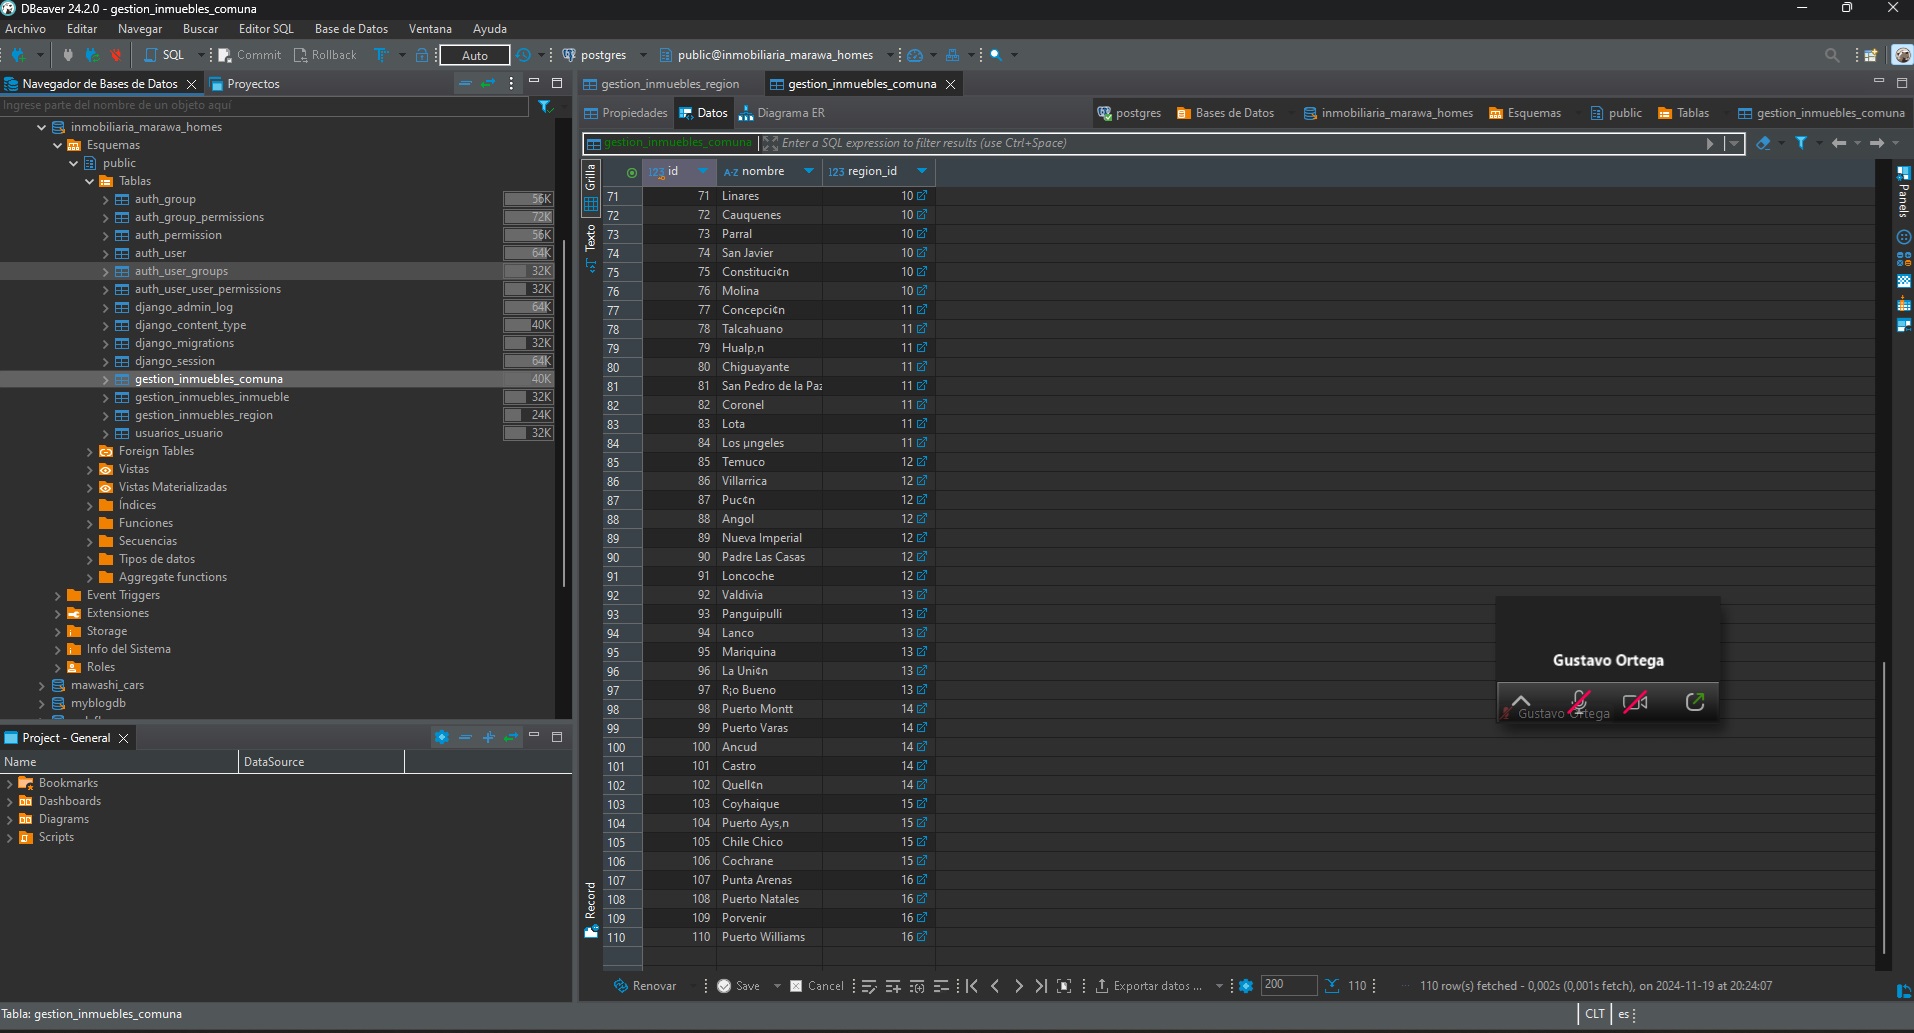 DBeaver 24.2.0 - gestion_inmuebles_comuna
Archivo Editar Navegar Buscar Editor SQL Base de Datos Ventana Ayuda
SQL Commit Rollback Auto postgres public@inmobiliaria_marawa_homes
Navegador de Bases de Datos Proyectos
Ingrese parte del nombre de un objeto aquí
inmobiliaria_marawa_homes
Esquemas
public
Tablas
auth_group 56K
auth_group_permissions 72K
auth_permission 56K
auth_user 64K
auth_user_groups 32K
auth_user_user_permissions 32K
django_admin_log 64K
django_content_type 40K
django_migrations 32K
django_session 64K
gestion_inmuebles_comuna 40K
gestion_inmuebles_inmueble 32K
gestion_inmuebles_region 24K
usuarios_usuario 32K
Foreign Tables
Vistas
Vistas Materializadas
Índices
Funciones
Secuencias
Tipos de datos
Aggregate functions
Event Triggers
Extensiones
Storage
Info del Sistema
Roles
mawashi_cars
myblogdb
Project - General
Name DataSource
Bookmarks
Dashboards
Diagrams
Scripts
gestion_inmuebles_region gestion_inmuebles_comuna
Propiedades Datos Diagrama ER postgres Bases de Datos inmobiliaria_marawa_homes Esquemas public Tablas gestion_inmuebles_comuna
gestion_inmuebles_comuna Enter a SQL expression to filter results (use Ctrl+Space)
Grilla
Texto
Record
Panels
123 id A-Z nombre 123 region_id
71 71 Linares 10
72 72 Cauquenes 10
73 73 Parral 10
74 74 San Javier 10
75 75 Constituci¢n 10
76 76 Molina 10
77 77 Concepci¢n 11
78 78 Talcahuano 11
79 79 Hualp‚n 11
80 80 Chiguayante 11
81 81 San Pedro de la Paz 11
82 82 Coronel 11
83 83 Lota 11
84 84 Los µngeles 11
85 85 Temuco 12
86 86 Villarrica 12
87 87 Puc¢n 12
88 88 Angol 12
89 89 Nueva Imperial 12
90 90 Padre Las Casas 12
91 91 Loncoche 12
92 92 Valdivia 13
93 93 Panguipulli 13
94 94 Lanco 13
95 95 Mariquina 13
96 96 La Uni¢n 13
97 97 R¡o Bueno 13
98 98 Puerto Montt 14
99 99 Puerto Varas 14
100 100 Ancud 14
101 101 Castro 14
102 102 Quell¢n 14
103 103 Coyhaique 15
104 104 Puerto Ays‚n 15
105 105 Chile Chico 15
106 106 Cochrane 15
107 107 Punta Arenas 16
108 108 Puerto Natales 16
109 109 Porvenir 16
110 110 Puerto Williams 16
Gustavo Ortega
Gustavo Ortega
Renovar Save Cancel Exportar datos ... 200 110 110 row(s) fetched - 0,002s (0,001s fetch), on 2024-11-19 at 20:24:07
Tabla: gestion_inmuebles_comuna CLT es